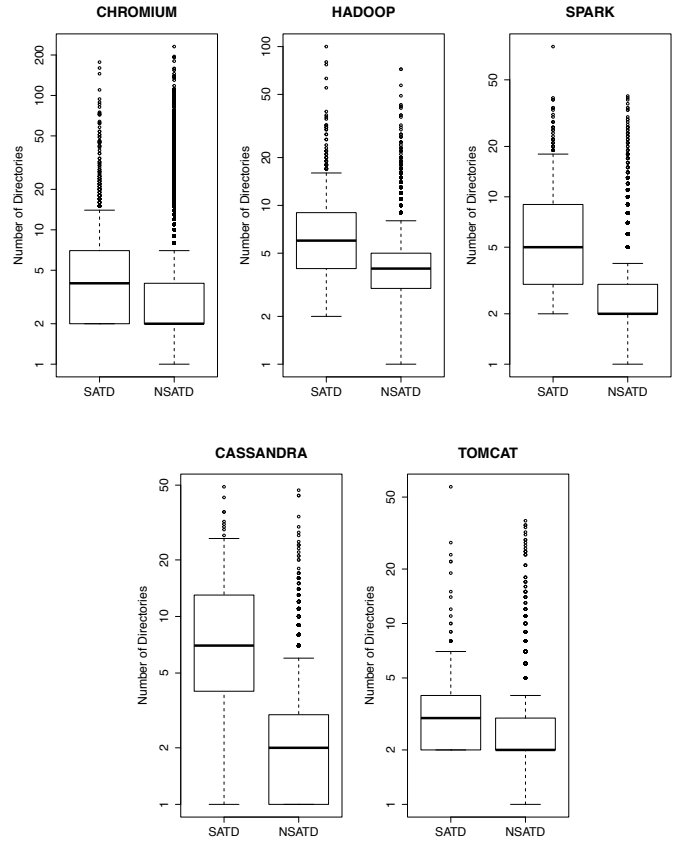 CHROMIUM
HADOOP
SPARK
Number of Directories
200
100
50
20
10
5
2
1
SATD
NSATD
Number of Directories
100
50
20
10
5
2
1
SATD
NSATD
Number of Directories
50
20
10
5
2
1
SATD
NSATD
CASSANDRA
TOMCAT
Number of Directories
50
20
10
5
2
1
SATD
NSATD
Number of Directories
50
20
10
5
2
1
SATD
NSATD